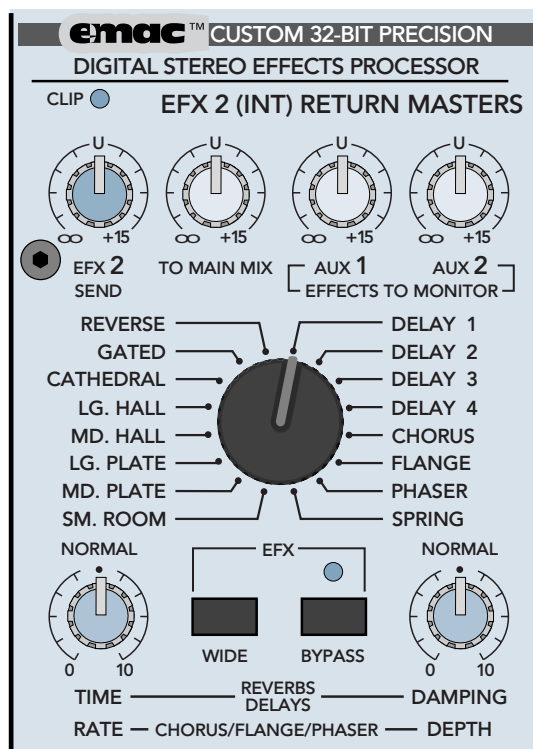 emac™ CUSTOM 32-BIT PRECISION
DIGITAL STEREO EFFECTS PROCESSOR
CLIP
EFX 2 (INT) RETURN MASTERS
U U U U
∞ +15 ∞ +15 ∞ +15 ∞ +15
EFX 2 TO MAIN MIX AUX 1 AUX 2
SEND EFFECTS TO MONITOR
REVERSE DELAY 1
GATED DELAY 2
CATHEDRAL DELAY 3
LG. HALL DELAY 4
MD. HALL CHORUS
LG. PLATE FLANGE
MD. PLATE PHASER
SM. ROOM SPRING
NORMAL EFX NORMAL
0 10 WIDE BYPASS 0 10
TIME REVERBS DAMPING
DELAYS
RATE CHORUS/FLANGE/PHASER DEPTH